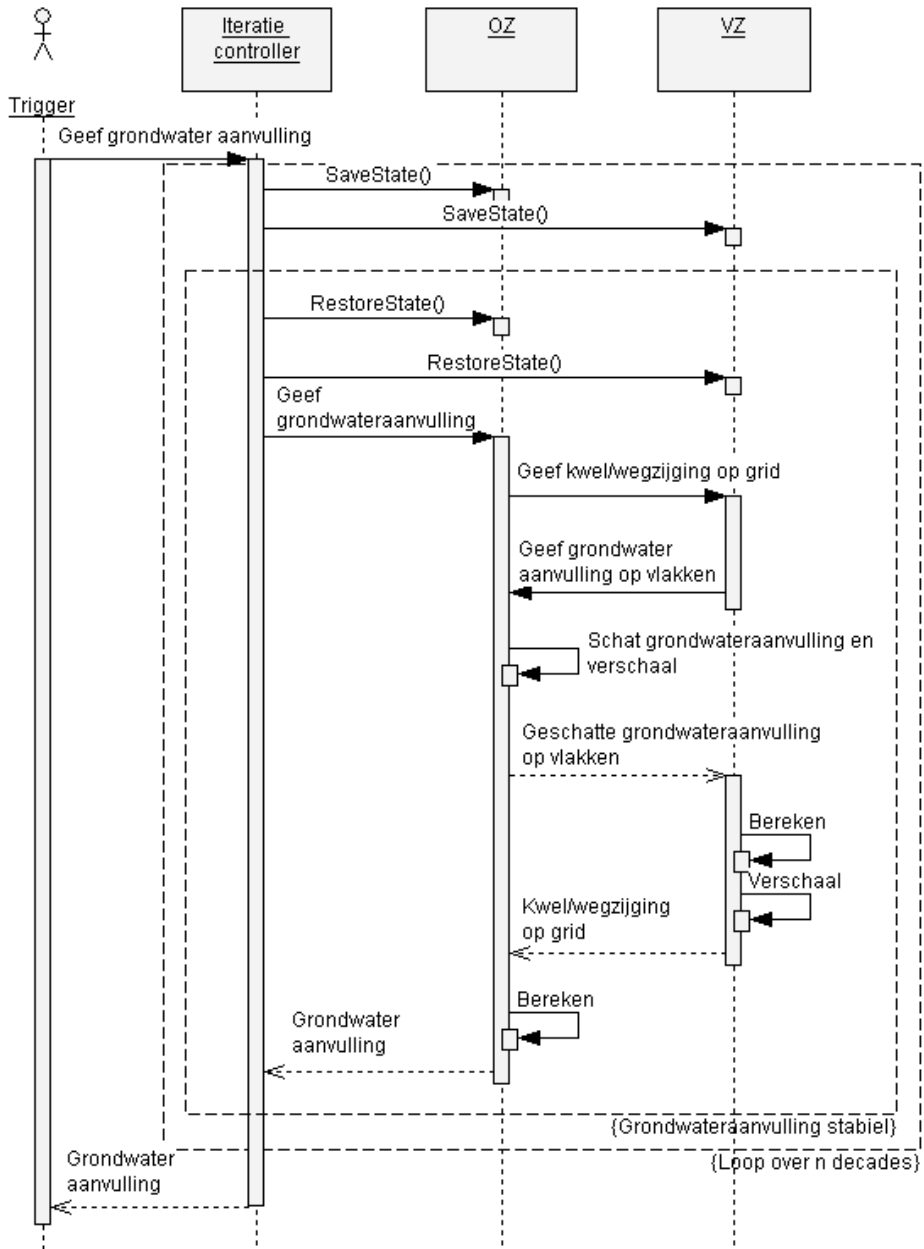 Iteratie
controller
OZ
VZ
Trigger
Geef grondwater aanvulling
SaveState()
SaveState()
RestoreState()
RestoreState()
Geef
grondwateraanvulling
Geef kwel/wegzijging op grid
Geef grondwater
aanvulling op vlakken
Schat grondwateraanvulling en
verschaal
Geschatte grondwateraanvulling
op vlakken
Bereken
Verschaal
Kwel/wegzijging
op grid
Bereken
Grondwater
aanvulling
{Grondwateraanvulling stabiel}
{Loop over n decades}
Grondwater
aanvulling